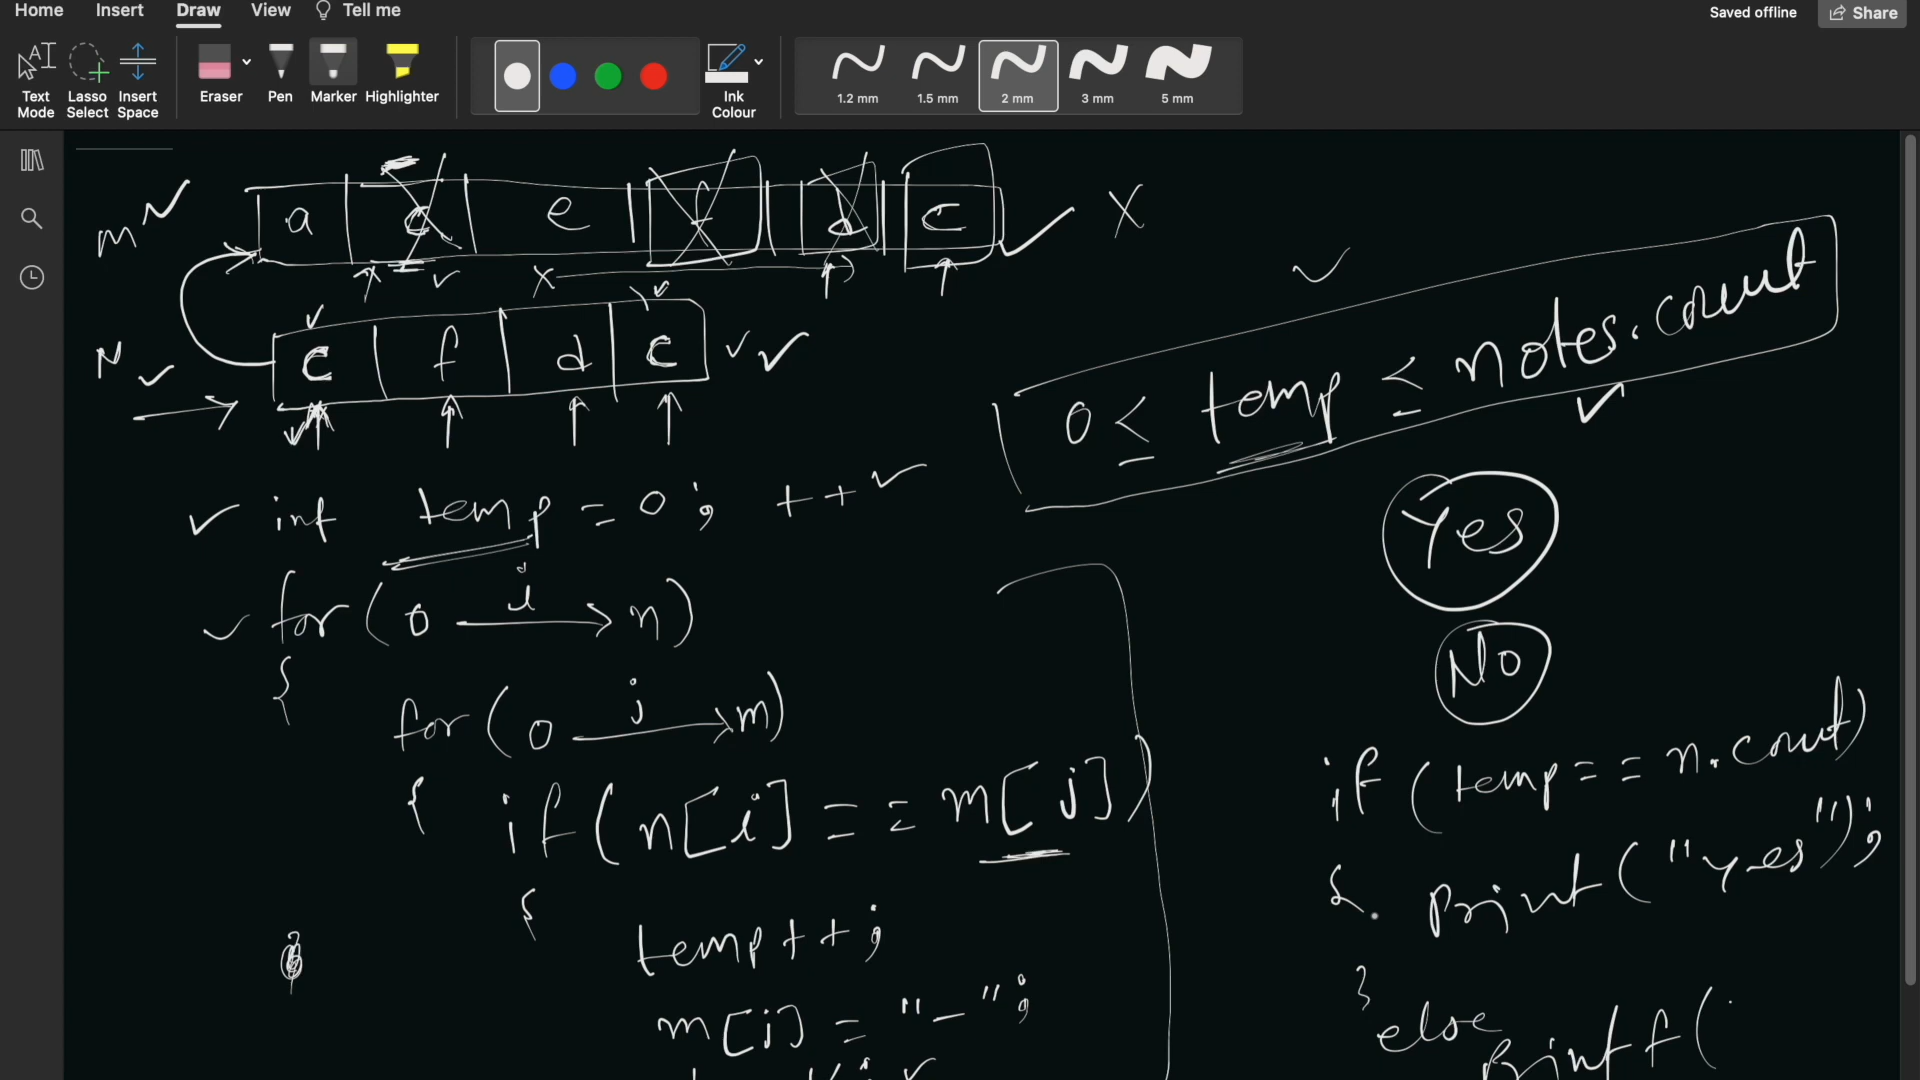 Home Insert Draw View Tell me
Saved offline Share
Text Mode
Lasso Select
Insert Space
Eraser
Pen
Marker
Highlighter
Ink Colour
1.2 mm
1.5 mm
2 mm
3 mm
5 mm
m a c e f d c X
N c f d c
0 ≤ temp ≤ notes.count
int temp = 0; ++
for (0 → n)
i
{
for (0 → m)
j
{ if (n[i] == m[j])
{
temp++;
m[j] = "_";
Yes
No
if (temp == n.count)
{ print("yes");
}
else
printf(